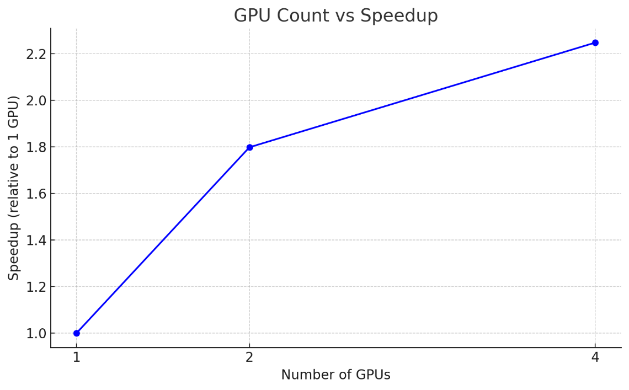 GPU Count vs Speedup
Speedup (relative to 1 GPU)
2.2
2.0
1.8
1.6
1.4
1.2
1.0
1 2 4
Number of GPUs